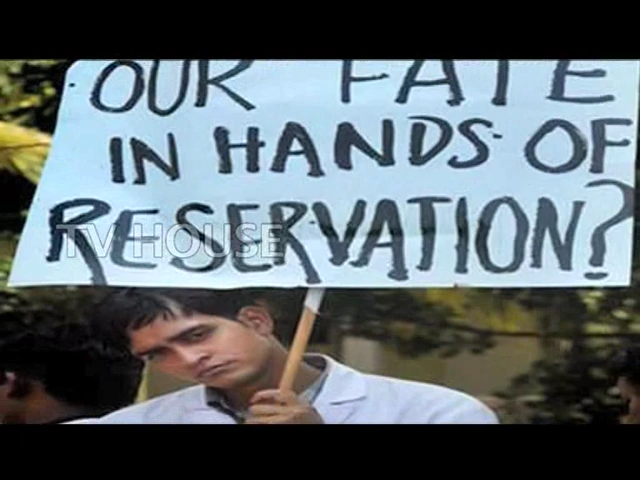 OUR FATE
IN HANDS OF
RESERVATION?
TV HOUSE